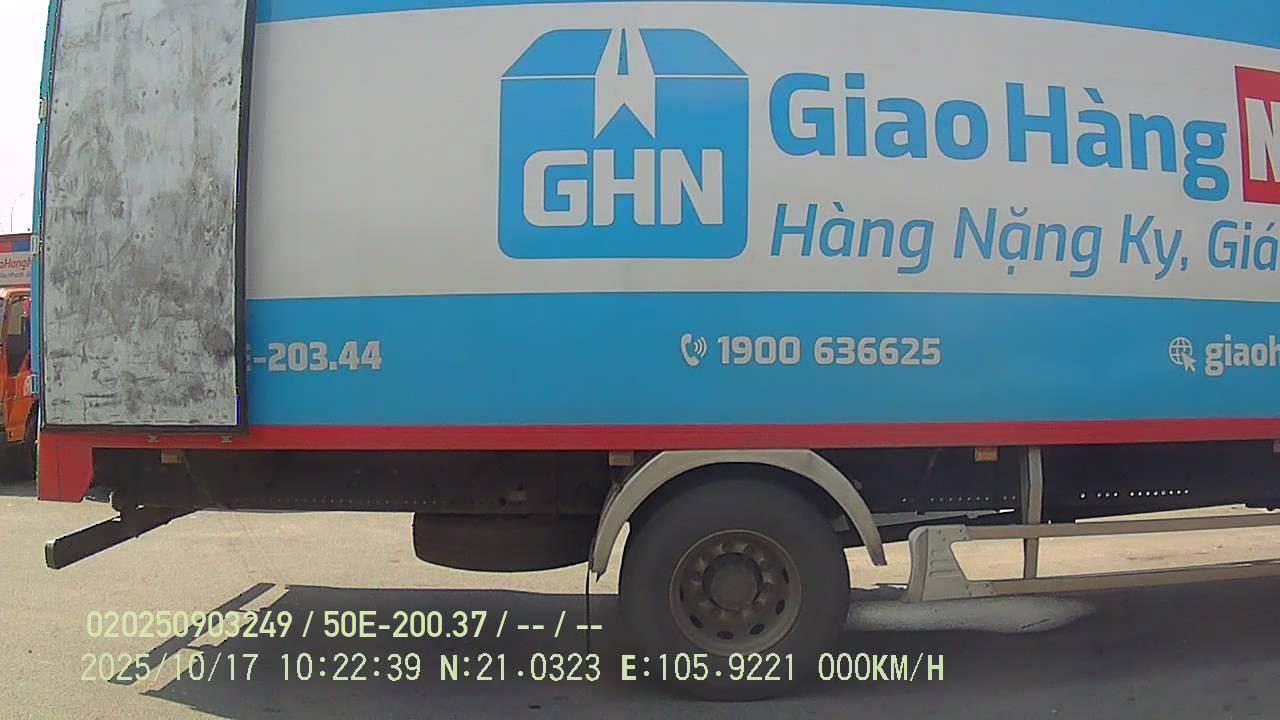 GHN
Giao Hàng N
Hàng Nặng Ky, Giá
-203.44
1900 636625
giaoh
020250903249 / 50E-200.37 / -- / --
2025/10/17 10:22:39 N:21.0323 E:105.9221 000KM/H